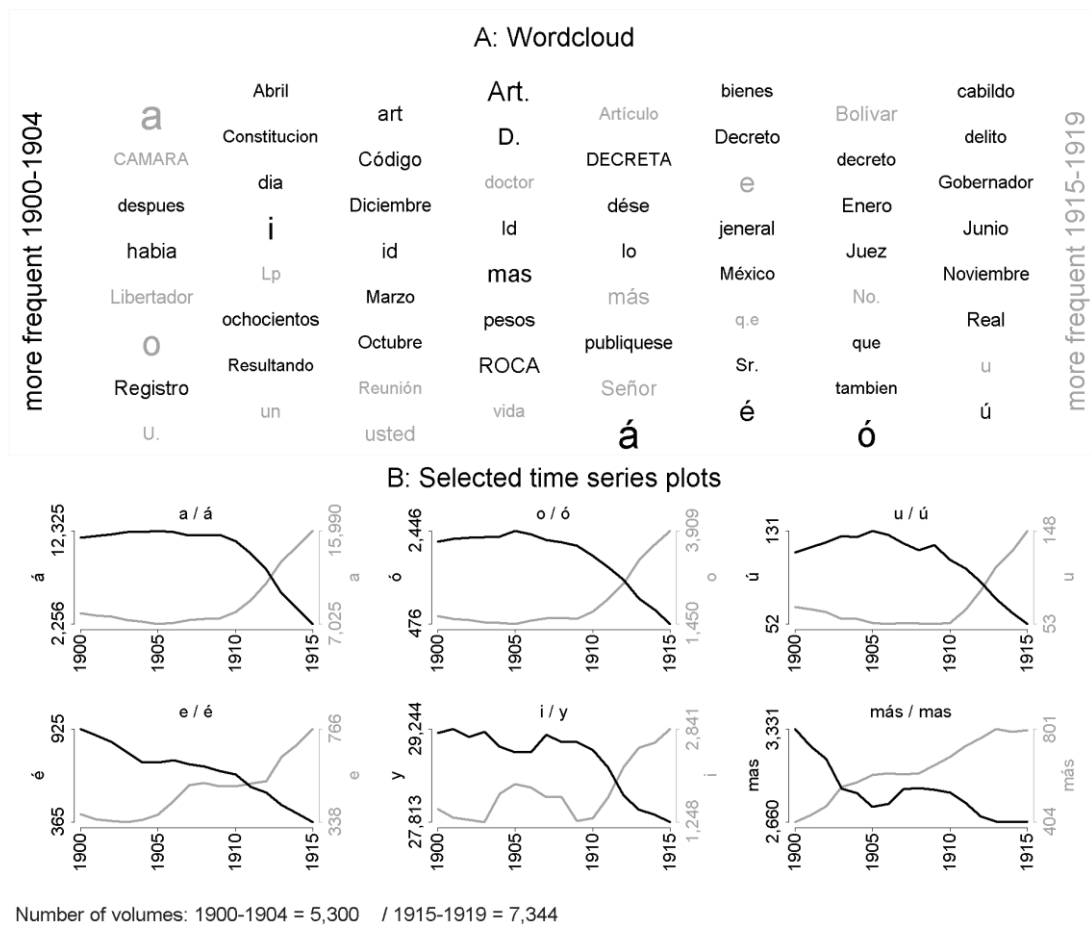 A: Wordcloud
more frequent 1900-1904
a
CAMARA
despues
habia
Libertador
o
Registro
U.
Abril
Constitucion
dia
i
Lp
ochocientos
Resultando
un
art
Código
Diciembre
id
Marzo
Octubre
Reunión
usted
Art.
D.
doctor
Id
mas
pesos
ROCA
vida
Artículo
DECRETA
dése
lo
más
publiquese
Señor
á
bienes
Decreto
e
jeneral
México
q.e
Sr.
é
Bolívar
decreto
Enero
Juez
No.
que
tambien
ó
cabildo
delito
Gobernador
Junio
Noviembre
Real
u
ú
more frequent 1915-1919
B: Selected time series plots
a / á
12,325
2,256
á
15,990
7,025
a
1900
1905
1910
1915
o / ó
2,446
476
ó
3,909
1,450
o
1900
1905
1910
1915
u / ú
131
52
ú
148
53
u
1900
1905
1910
1915
e / é
925
365
é
766
338
e
1900
1905
1910
1915
i / y
29,244
27,813
y
2,841
1,248
i
1900
1905
1910
1915
más / mas
3,331
2,660
mas
801
404
más
1900
1905
1910
1915
Number of volumes: 1900-1904 = 5,300 / 1915-1919 = 7,344